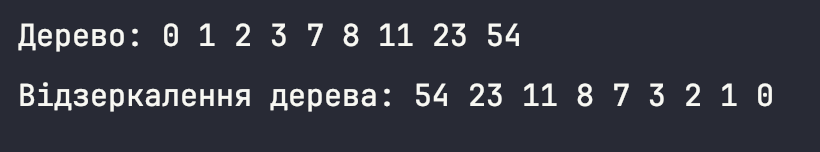 Дерево: 0 1 2 3 7 8 11 23 54
Відзеркалення дерева: 54 23 11 8 7 3 2 1 0